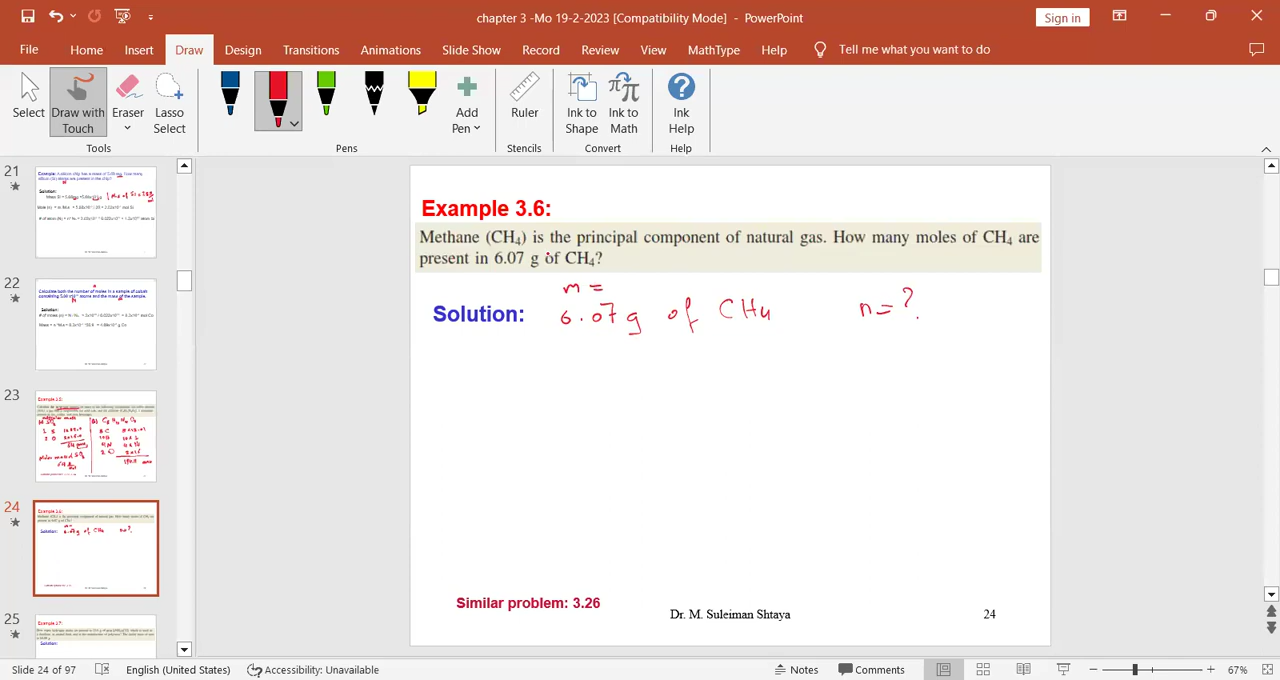 chapter 3 -Mo 19-2-2023 [Compatibility Mode] - PowerPoint
Sign in
File Home Insert Draw Design Transitions Animations Slide Show Record Review View MathType Help Tell me what you want to do
Select
Draw with Touch
Eraser
Lasso Select
Add Pen
Ruler
Ink to Shape
Ink to Math
Ink Help
Tools Pens Stencils Convert Help
21
22
23
24
25
Example 3.6:
Methane (CH₄) is the principal component of natural gas. How many moles of CH₄ are
present in 6.07 g of CH₄?
m =
Solution: 6.07 g of CH4 n = ?
Similar problem: 3.26
Dr. M. Suleiman Shtaya
24
Slide 24 of 97 English (United States) Accessibility: Unavailable Notes Comments 67%